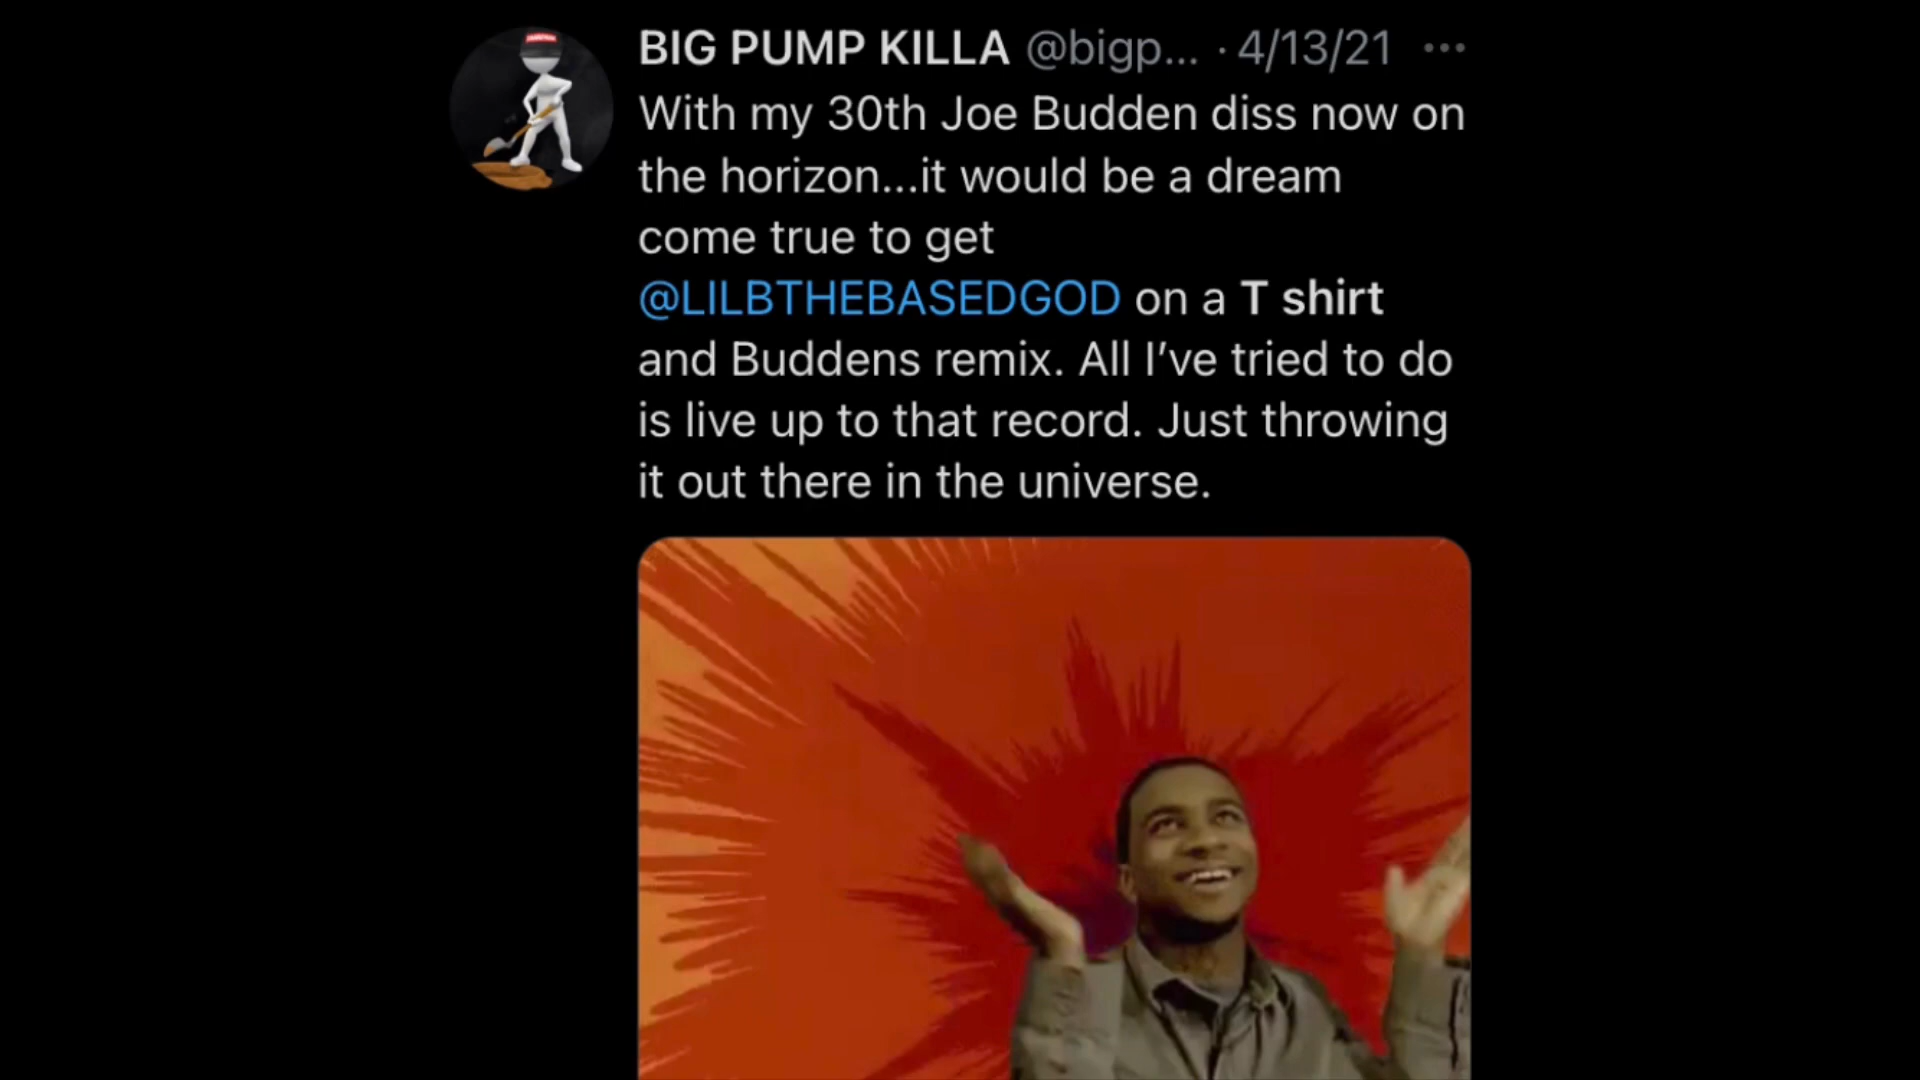 BIG PUMP KILLA @bigp... · 4/13/21 ...
With my 30th Joe Budden diss now on
the horizon...it would be a dream
come true to get
@LILBTHEBASEDGOD on a T shirt
and Buddens remix. All I’ve tried to do
is live up to that record. Just throwing
it out there in the universe.